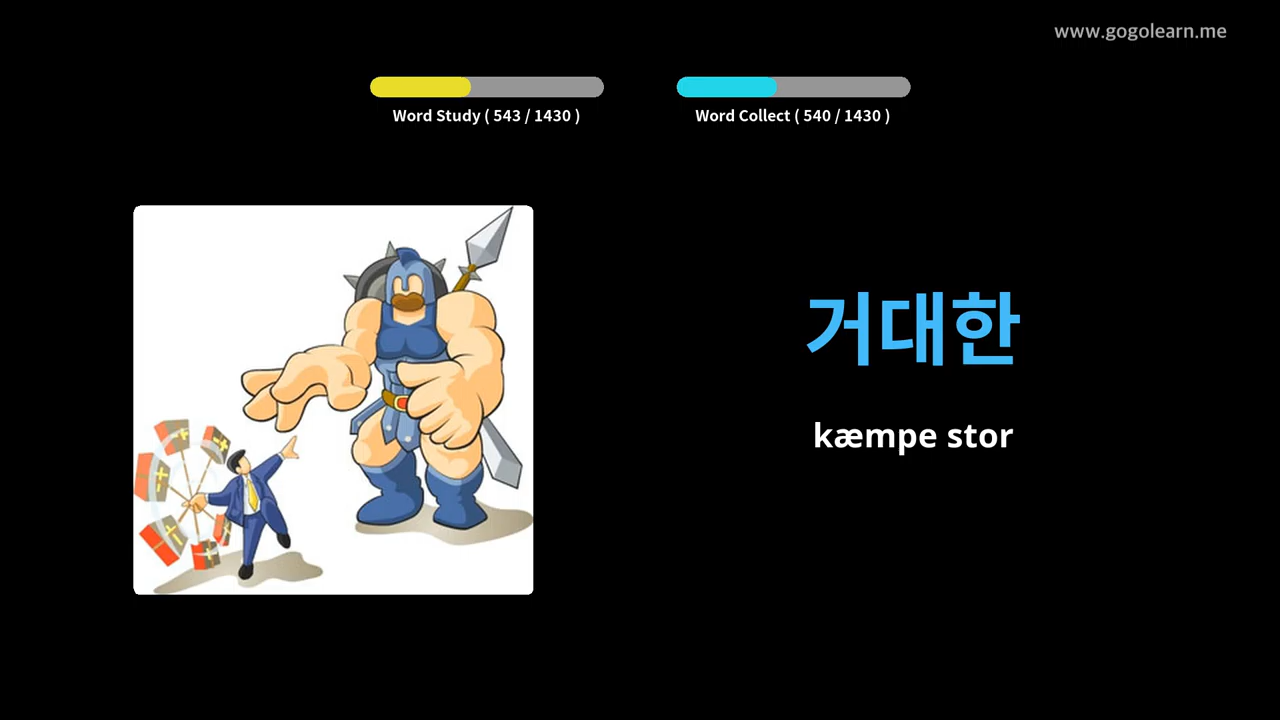 www.gogolearn.me
Word Study ( 543 / 1430 )
Word Collect ( 540 / 1430 )
거대한
kæmpe stor